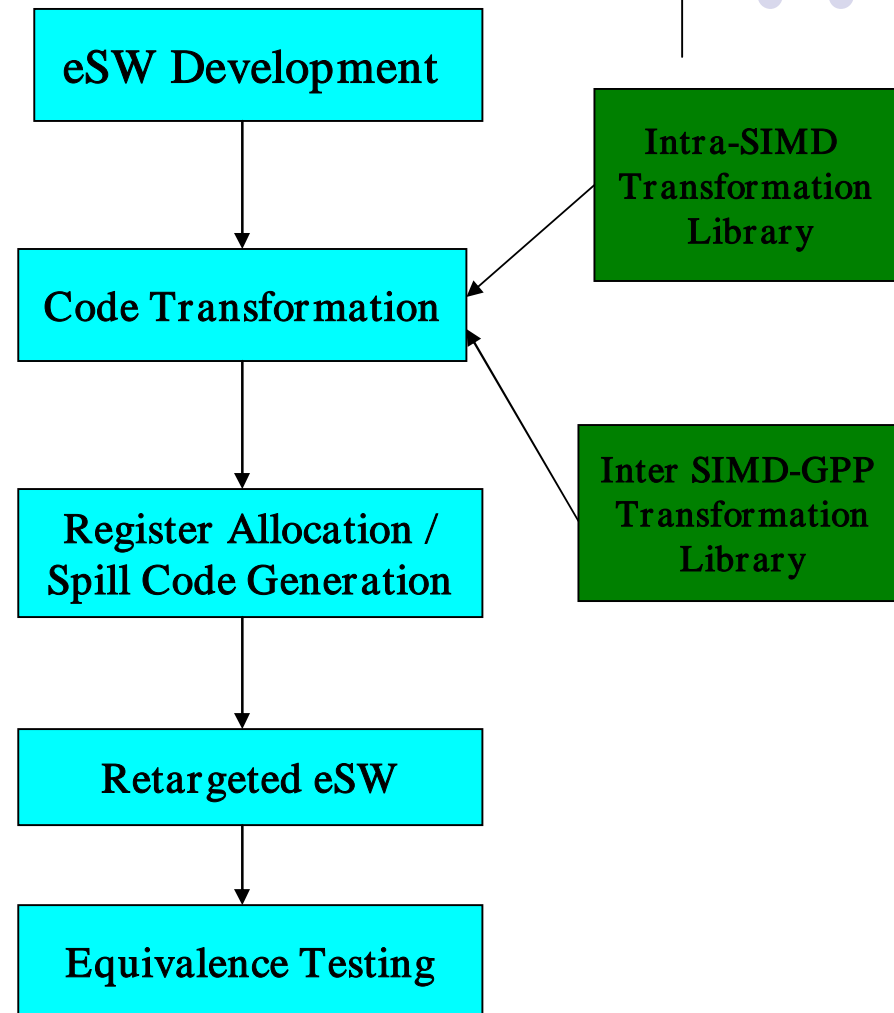 eSW Development
Intra-SIMD
Transformation
Library
Code Transformation
Inter SIMD-GPP
Transformation
Library
Register Allocation /
Spill Code Generation
Retargeted eSW
Equivalence Testing